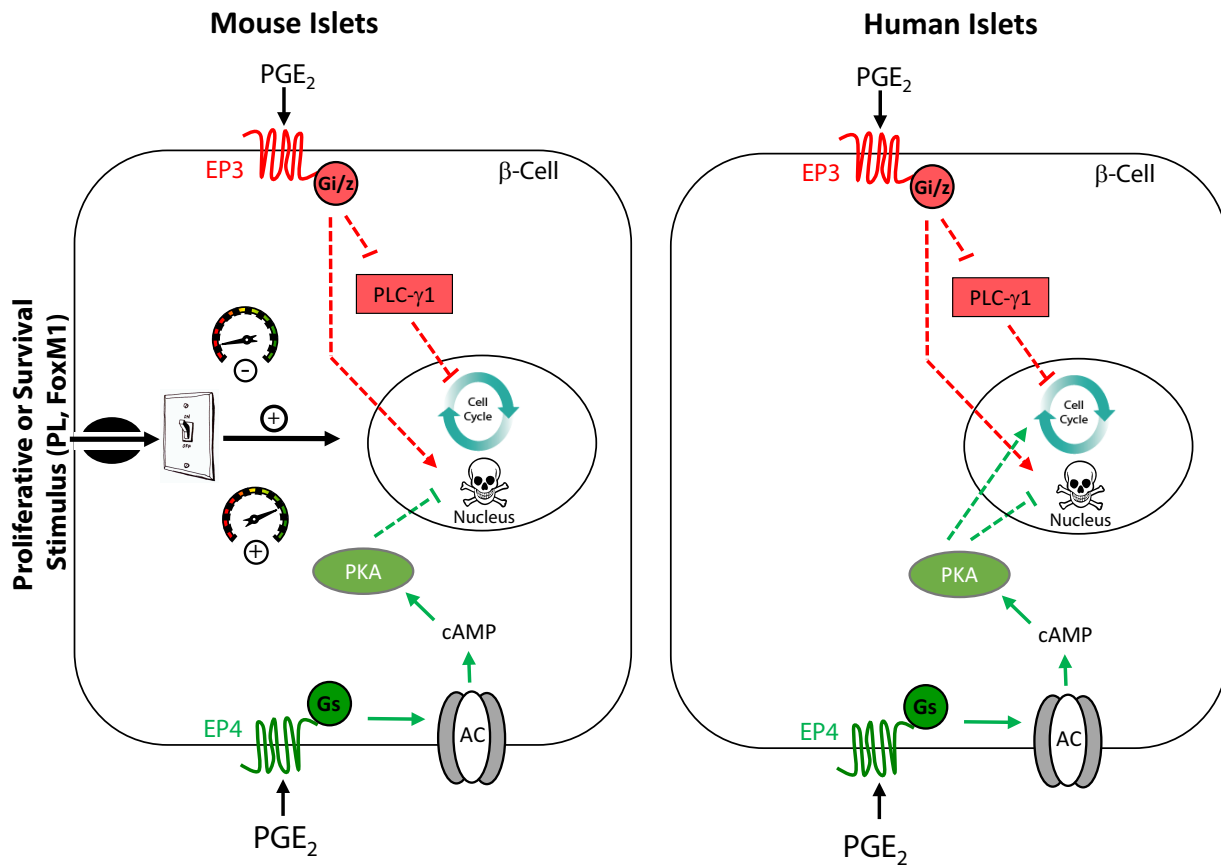 Mouse Islets
PGE2
EP3
Gi/z
β-Cell
PLC-γ1
Proliferative or Survival
Stimulus (PL, FoxM1)
−
ON
OFF
+
+
Cell
Cycle
Nucleus
PKA
cAMP
Gs
EP4
AC
PGE2
Human Islets
PGE2
EP3
Gi/z
β-Cell
PLC-γ1
Cell
Cycle
Nucleus
PKA
cAMP
Gs
EP4
AC
PGE2